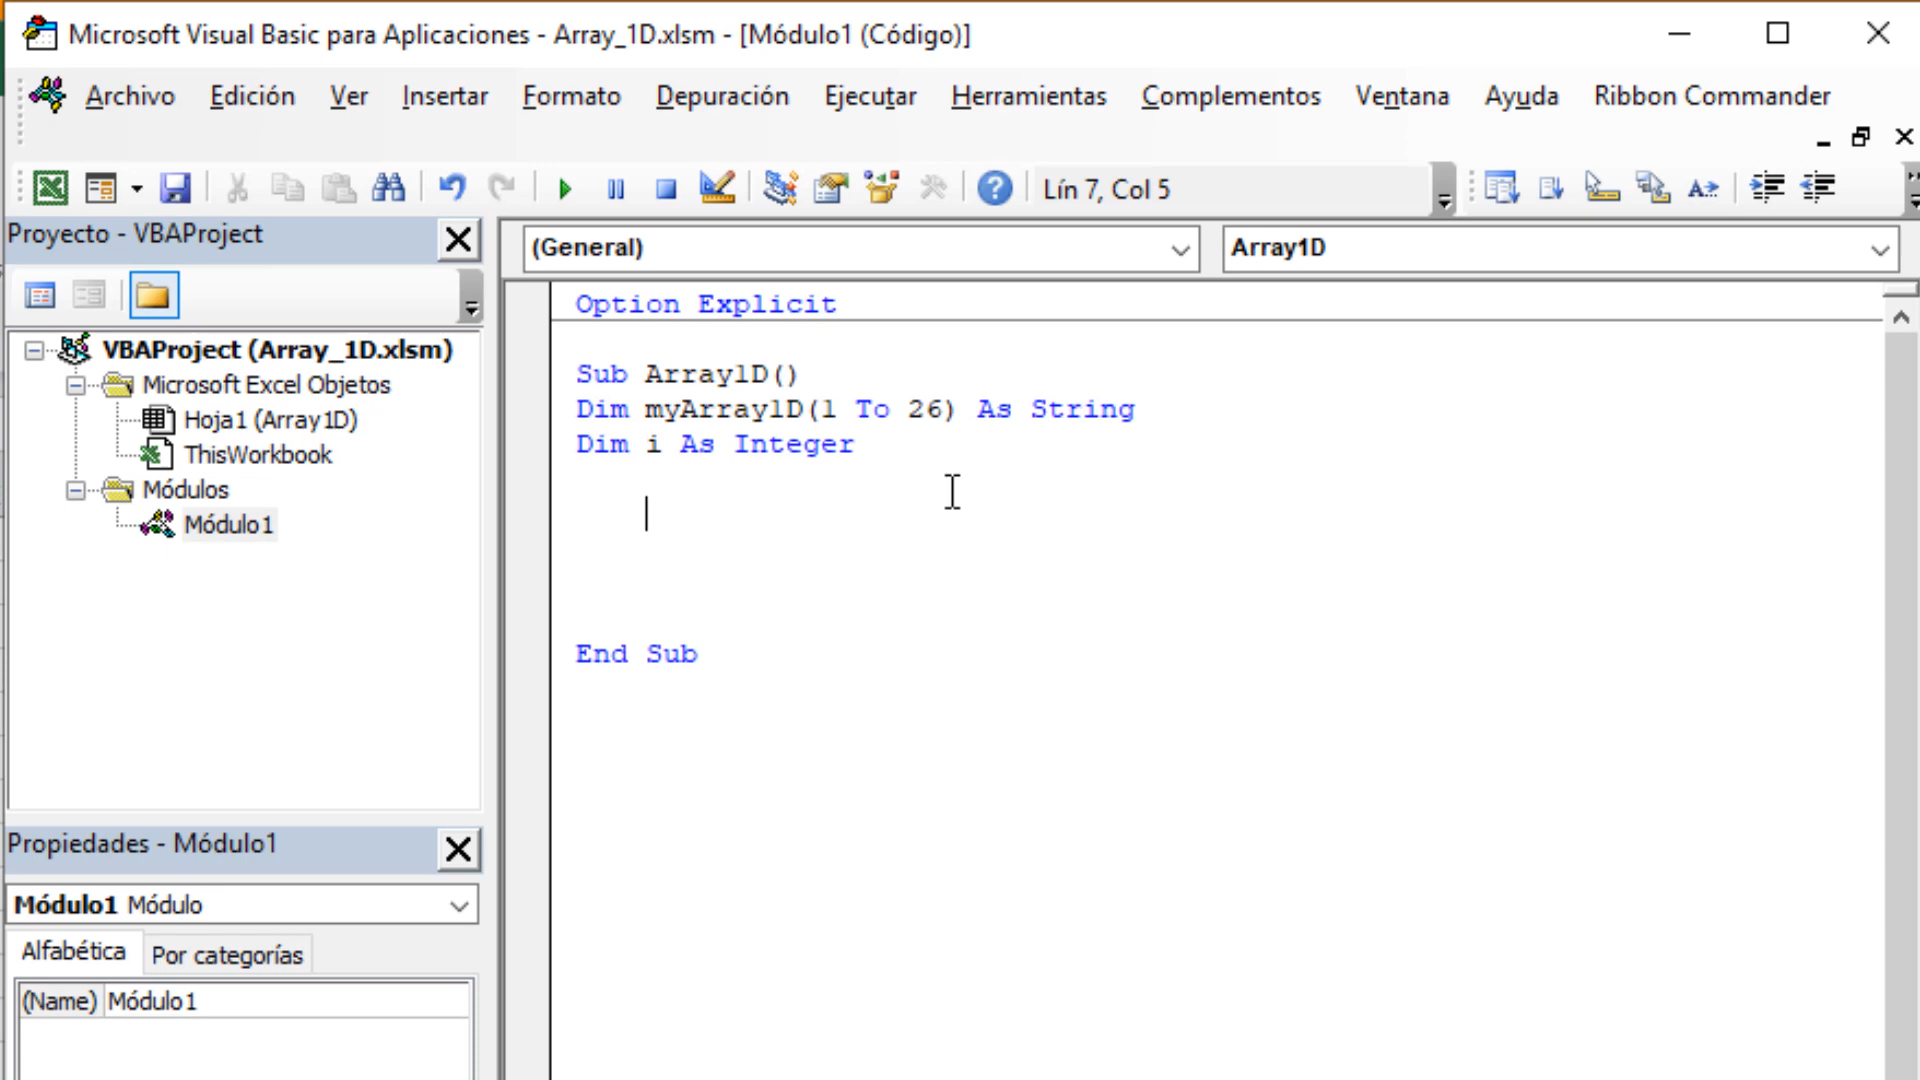 Microsoft Visual Basic para Aplicaciones - Array_1D.xlsm - [Módulo1 (Código)]
Archivo Edición Ver Insertar Formato Depuración Ejecutar Herramientas Complementos Ventana Ayuda Ribbon Commander
Lín 7, Col 5
Proyecto - VBAProject
VBAProject (Array_1D.xlsm)
Microsoft Excel Objetos
Hoja1 (Array1D)
ThisWorkbook
Módulos
Módulo1
Propiedades - Módulo1
Módulo1 Módulo
Alfabética Por categorías
(Name) Módulo1
(General) Array1D
Option Explicit
Sub Array1D()
Dim myArray1D(1 To 26) As String
Dim i As Integer
End Sub